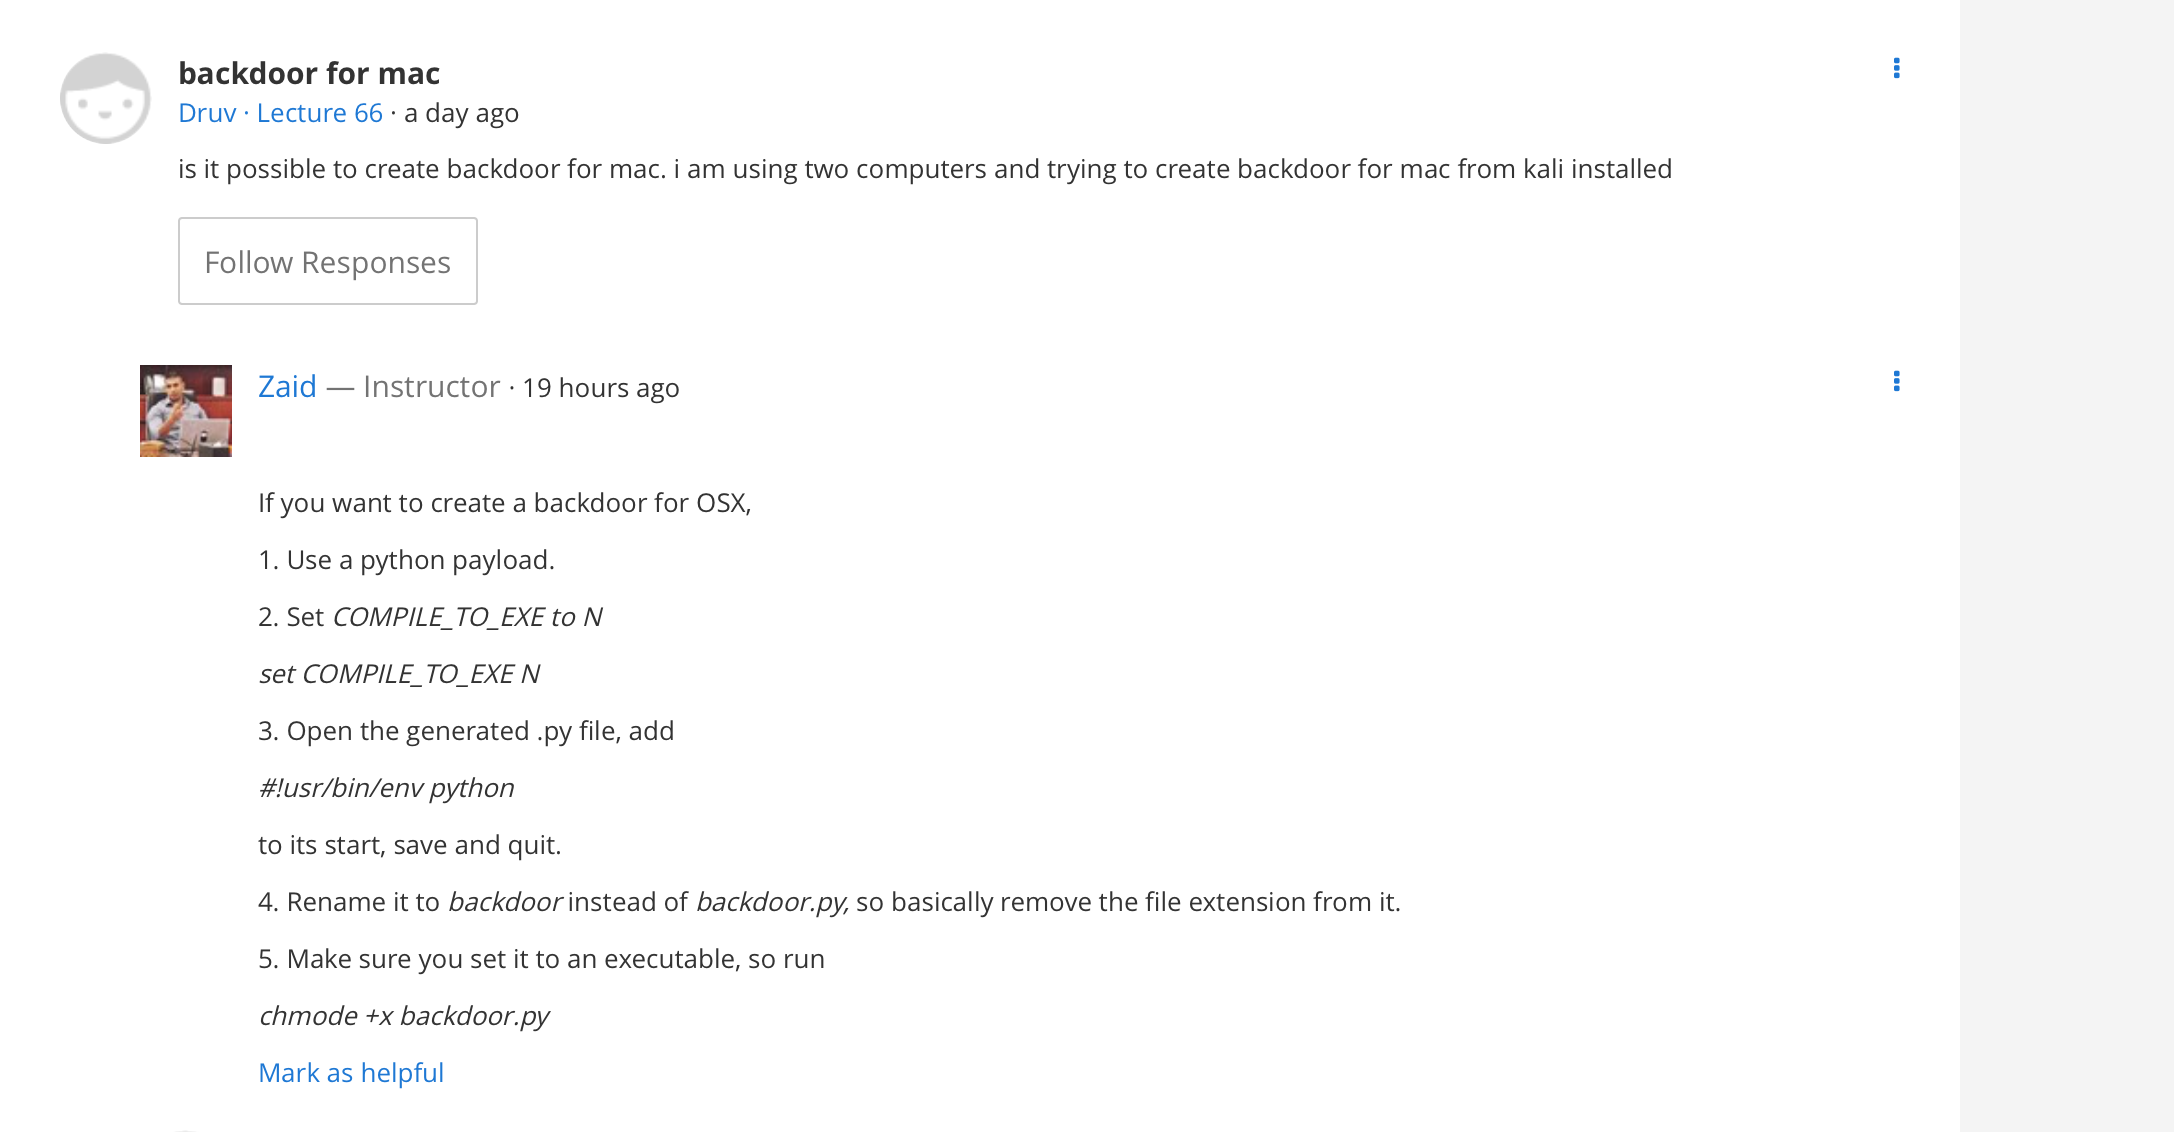 backdoor for mac
Druv · Lecture 66 · a day ago
is it possible to create backdoor for mac. i am using two computers and trying to create backdoor for mac from kali installed
Follow Responses
Zaid — Instructor · 19 hours ago
If you want to create a backdoor for OSX,
1. Use a python payload.
2. Set COMPILE_TO_EXE to N
set COMPILE_TO_EXE N
3. Open the generated .py file, add
#!usr/bin/env python
to its start, save and quit.
4. Rename it to backdoor instead of backdoor.py, so basically remove the file extension from it.
5. Make sure you set it to an executable, so run
chmode +x backdoor.py
Mark as helpful